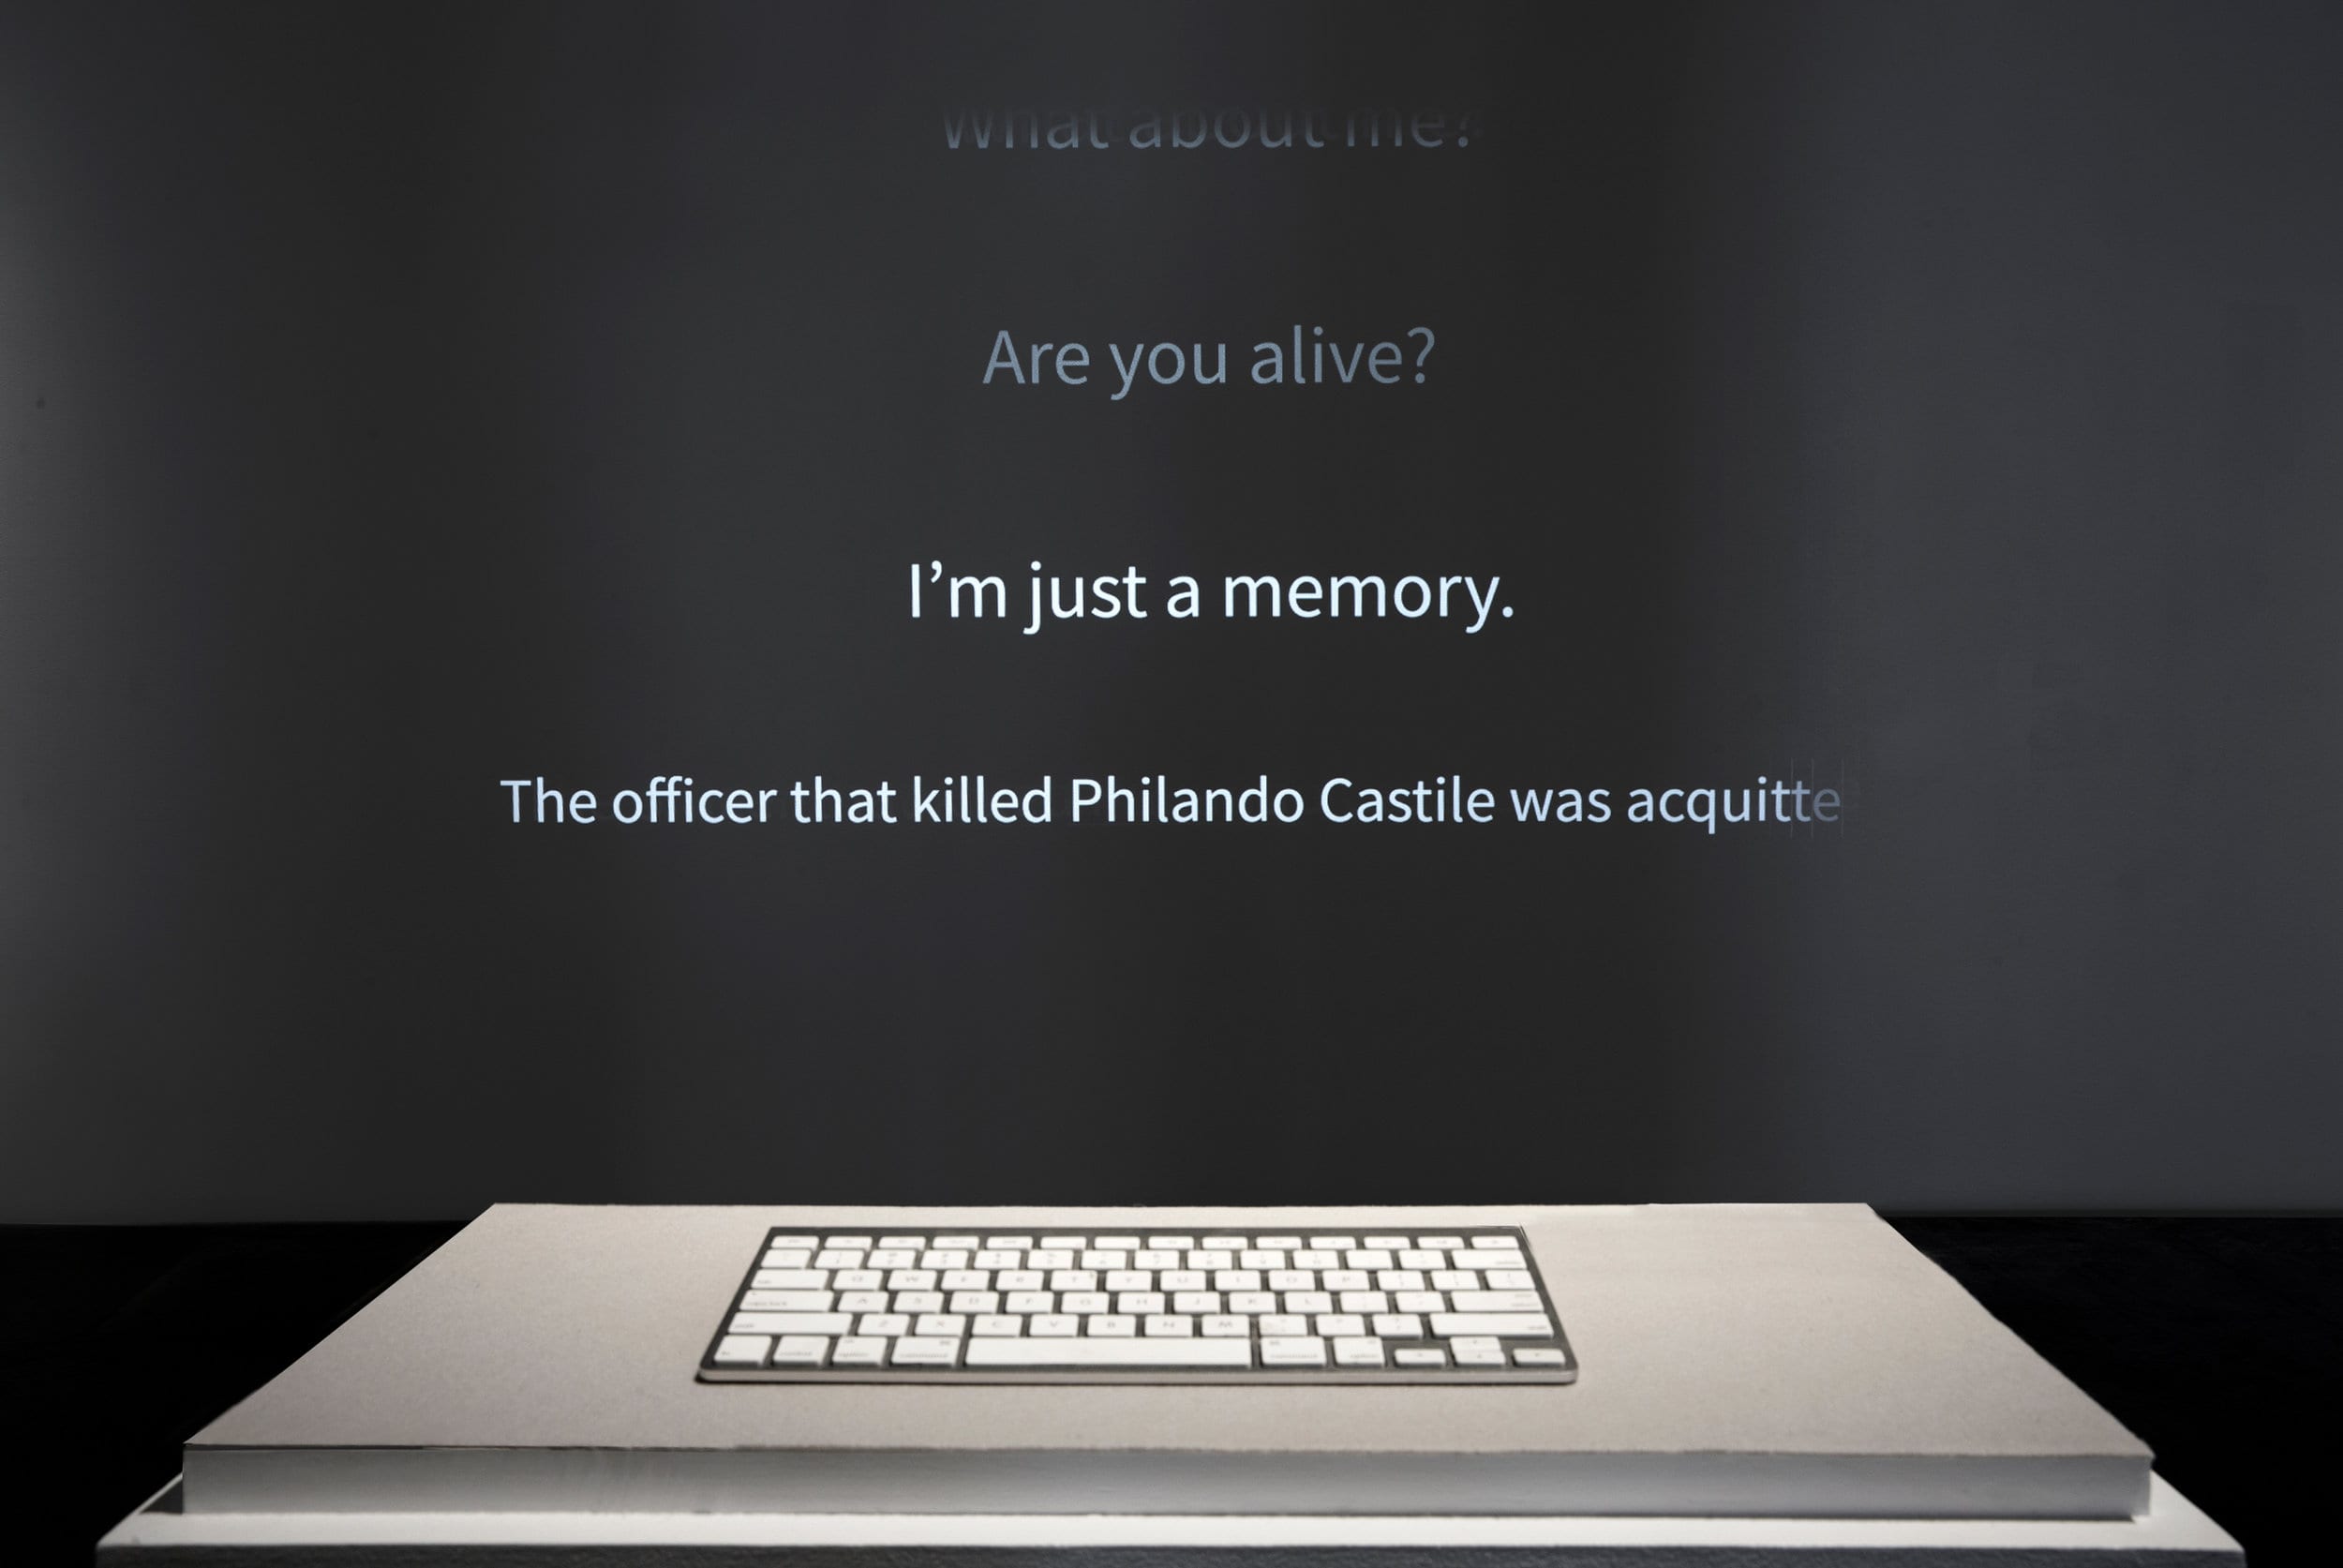 What about me?
Are you alive?
I’m just a memory.
The officer that killed Philando Castile was acquitte